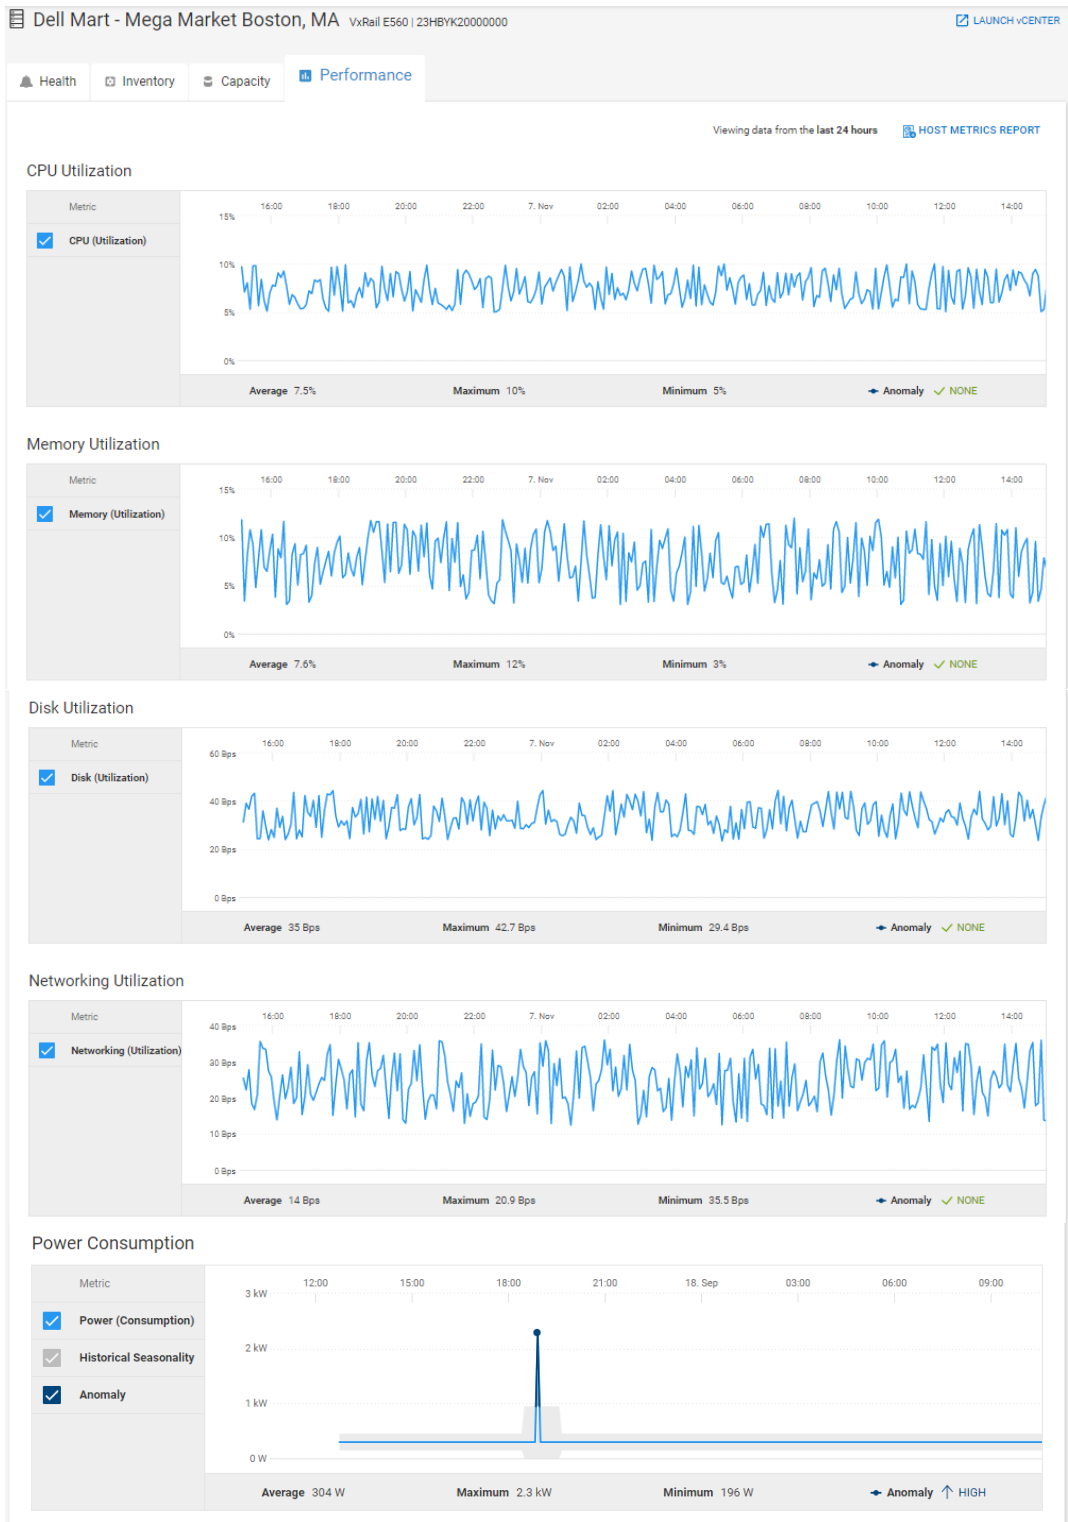 Dell Mart - Mega Market Boston, MA VxRail E560 | 23HBYK20000000
LAUNCH vCENTER
Health
Inventory
Capacity
Performance
Viewing data from the last 24 hours
HOST METRICS REPORT
CPU Utilization
Metric
16:00 18:00 20:00 22:00 7. Nov 02:00 04:00 06:00 08:00 10:00 12:00 14:00
15%
CPU (Utilization)
10%
5%
0%
Average 7.5% Maximum 10% Minimum 5% Anomaly NONE
Memory Utilization
Metric
16:00 18:00 20:00 22:00 7. Nov 02:00 04:00 06:00 08:00 10:00 12:00 14:00
15%
Memory (Utilization)
10%
5%
0%
Average 7.6% Maximum 12% Minimum 3% Anomaly NONE
Disk Utilization
Metric
16:00 18:00 20:00 22:00 7. Nov 02:00 04:00 06:00 08:00 10:00 12:00 14:00
60 Bps
Disk (Utilization)
40 Bps
20 Bps
0 Bps
Average 35 Bps Maximum 42.7 Bps Minimum 29.4 Bps Anomaly NONE
Networking Utilization
Metric
16:00 18:00 20:00 22:00 7. Nov 02:00 04:00 06:00 08:00 10:00 12:00 14:00
40 Bps
Networking (Utilization)
30 Bps
20 Bps
10 Bps
0 Bps
Average 14 Bps Maximum 20.9 Bps Minimum 35.5 Bps Anomaly NONE
Power Consumption
Metric
12:00 15:00 18:00 21:00 18. Sep 03:00 06:00 09:00
3 kW
Power (Consumption)
2 kW
Historical Seasonality
Anomaly
1 kW
0 W
Average 304 W Maximum 2.3 kW Minimum 196 W Anomaly HIGH